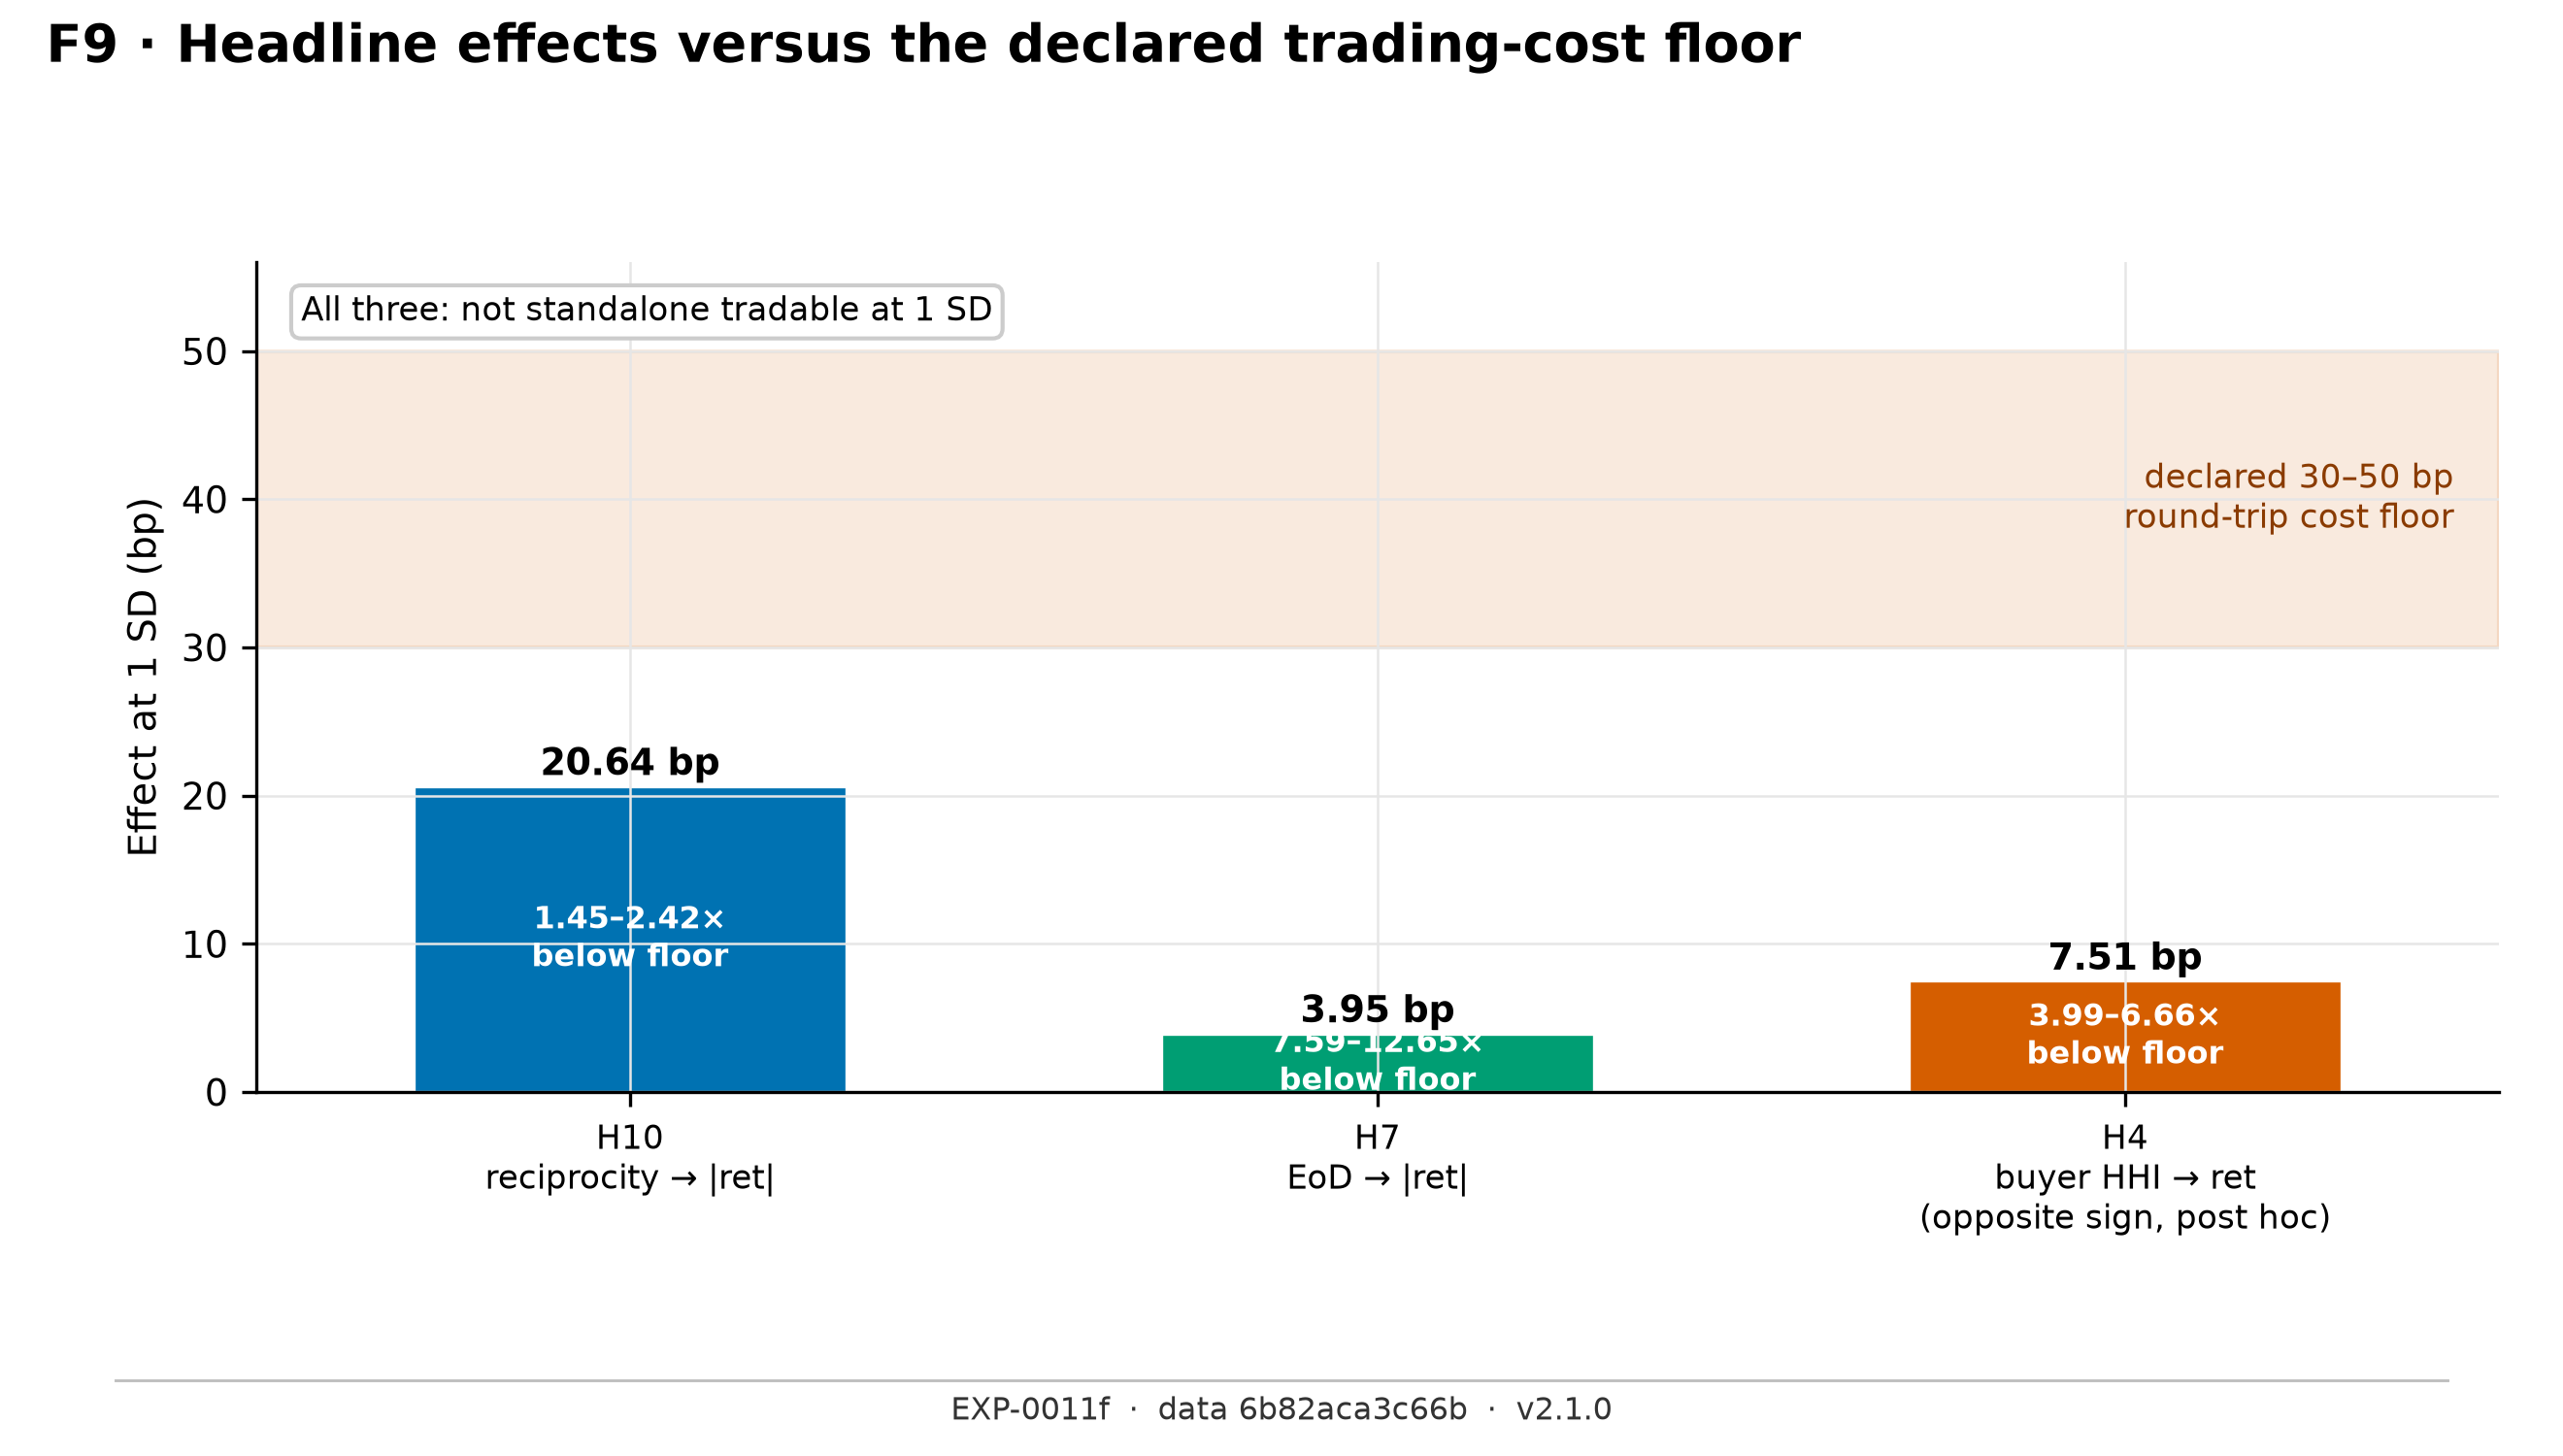 F9 · Headline effects versus the declared trading-cost floor
All three: not standalone tradable at 1 SD
Effect at 1 SD (bp)
50
40
30
20
10
0
declared 30–50 bp
round-trip cost floor
20.64 bp
1.45–2.42×
below floor
3.95 bp
7.59–12.65×
below floor
7.51 bp
3.99–6.66×
below floor
H10
reciprocity → |ret|
H7
EoD → |ret|
H4
buyer HHI → ret
(opposite sign, post hoc)
EXP-0011f · data 6b82aca3c66b · v2.1.0